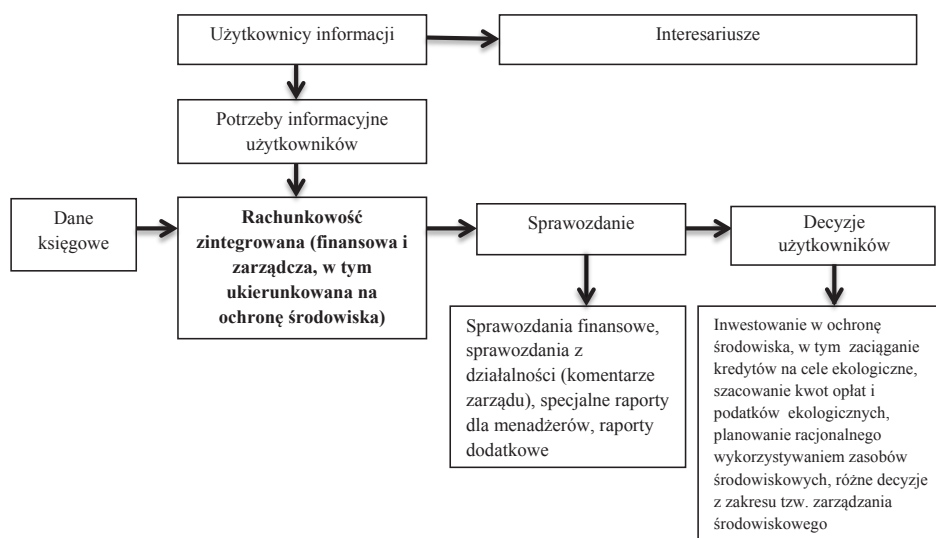 Użytkownicy informacji
Interesariusze
Potrzeby informacyjne
użytkowników
Dane
księgowe
Rachunkowość
zintegrowana (finansowa i
zarządcza, w tym
ukierunkowana na
ochronę środowiska)
Sprawozdanie
Decyzje
użytkowników
Sprawozdania finansowe,
sprawozdania z
działalności (komentarze
zarządu), specjalne raporty
dla menadżerów, raporty
dodatkowe
Inwestowanie w ochronę
środowiska, w tym zaciąganie
kredytów na cele ekologiczne,
szacowanie kwot opłat i
podatków ekologicznych,
planowanie racjonalnego
wykorzystywaniem zasobów
środowiskowych, różne decyzje
z zakresu tzw. zarządzania
środowiskowego